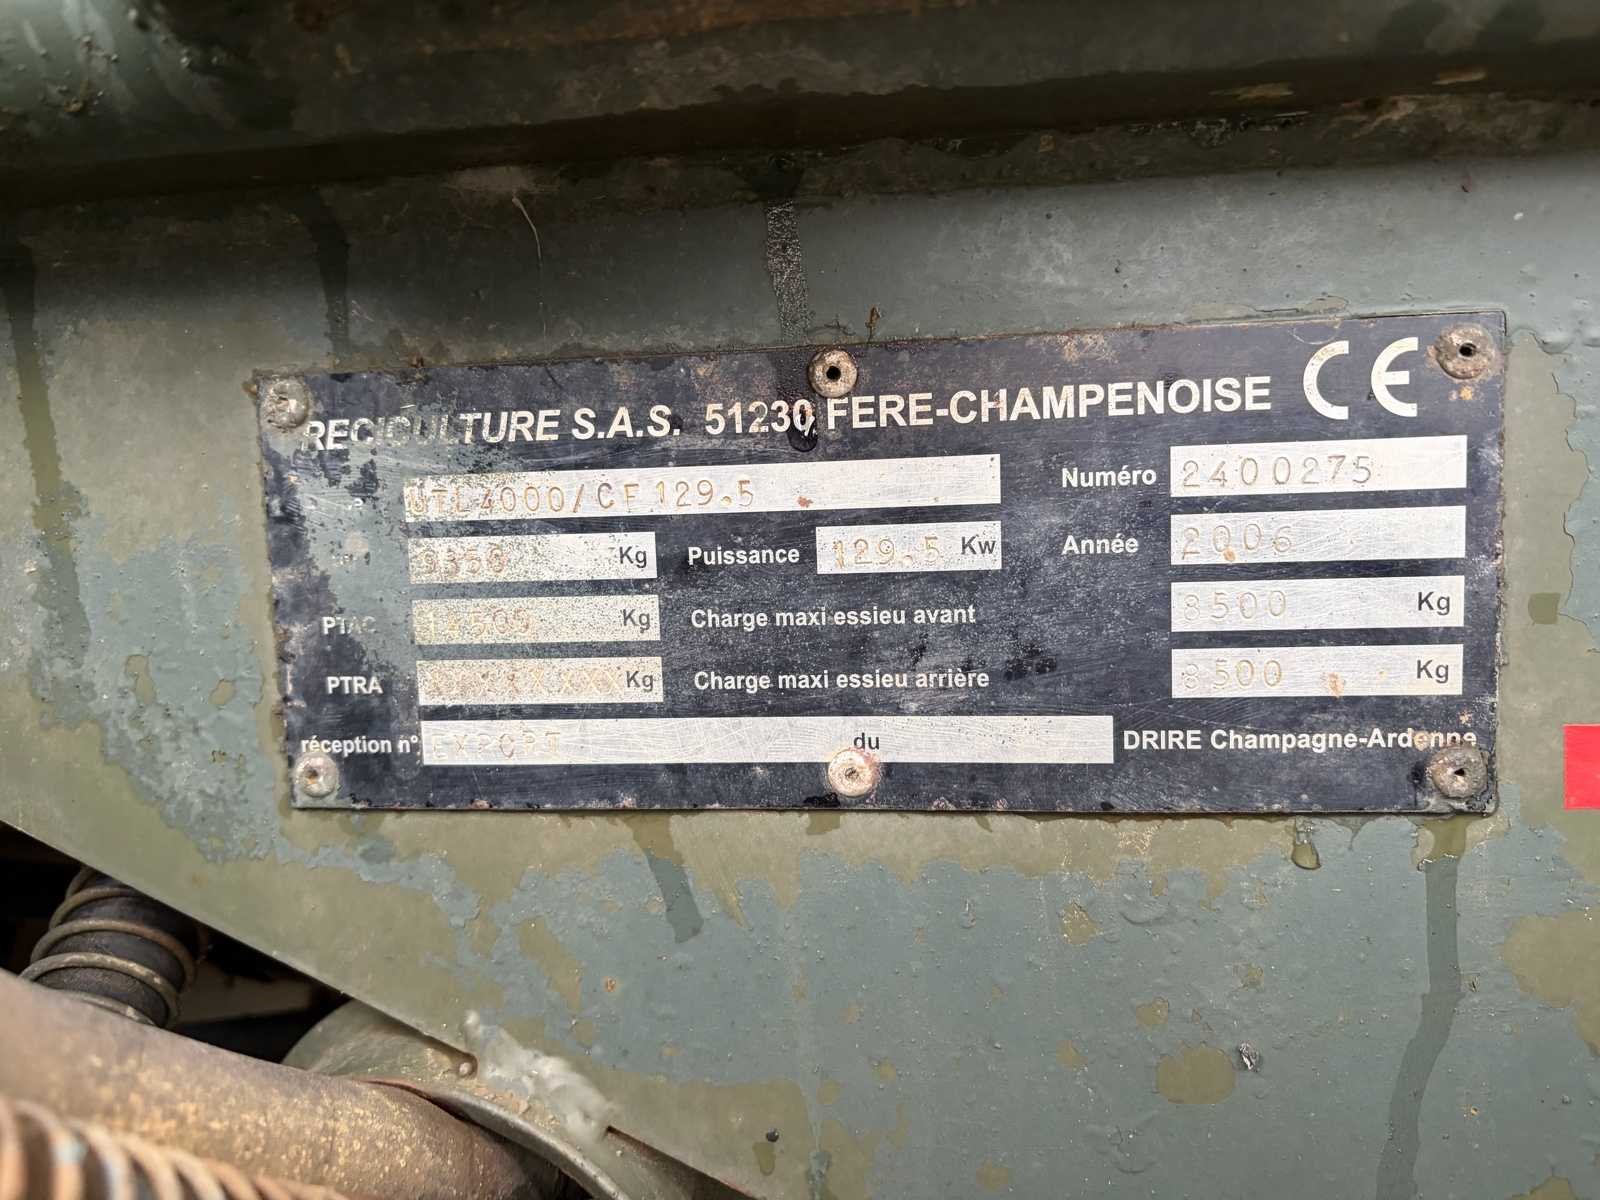 RECICULTURE S.A.S. 51230 FERE-CHAMPENOISE CE
UTL4000/CF129.5 Numéro 2400275
Kg Puissance 129.5 Kw Année 2006
PTAC Kg Charge maxi essieu avant 8500 Kg
PTRA Kg Charge maxi essieu arrière 8500 Kg
réception n° EXPORT du DRIRE Champagne-Ardenne